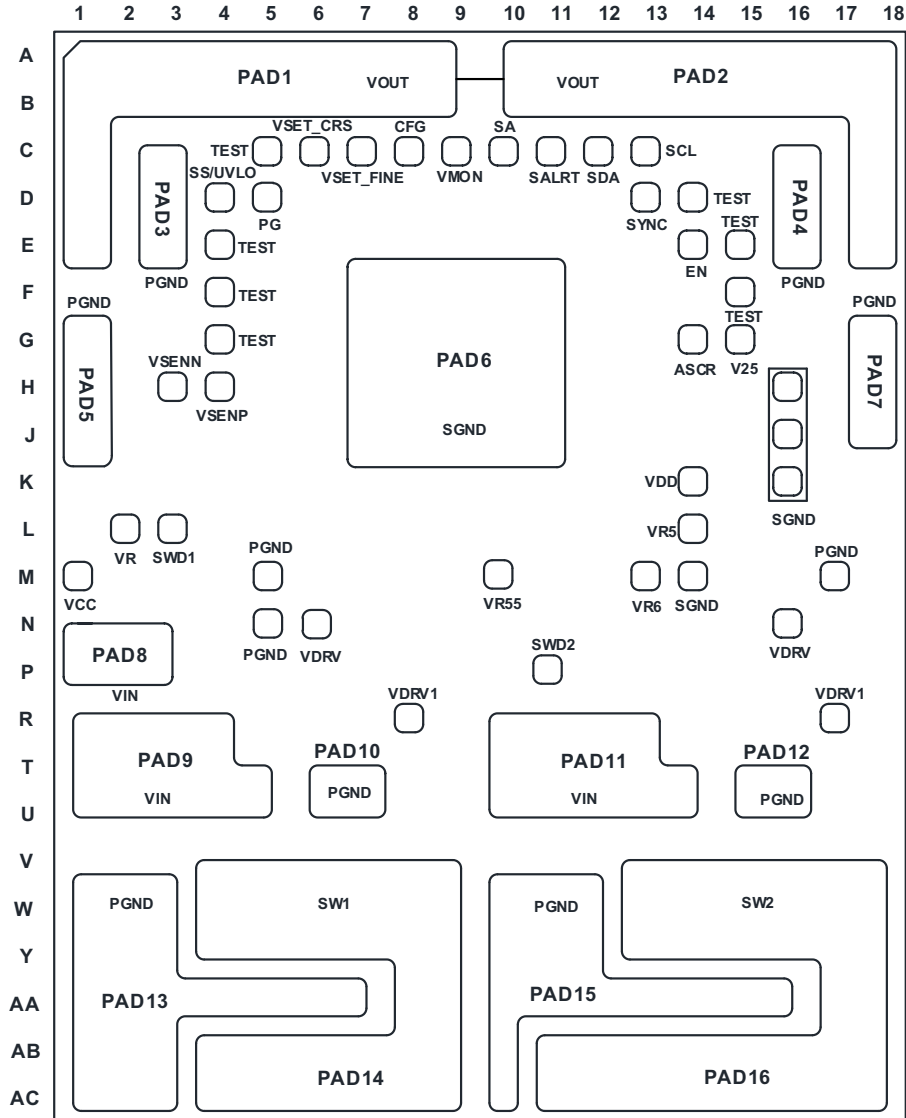 1 2 3 4 5 6 7 8 9 10 11 12 13 14 15 16 17 18
A
PAD1 VOUT VOUT PAD2
B
VSET_CRS CFG SA
C TEST SCL
SS/UVLO VSET_FINE VMON SALRT SDA
D PAD3 TEST PAD4
PG SYNC TEST
E TEST
PGND EN PGND
F PGND TEST PGND
TEST
G TEST
VSENN PAD6 ASCR V25
H PAD5 PAD7
VSENP
J SGND
K VDD
SGND
L VR5
VR SWD1 PGND PGND
M
VCC VR55 VR6 SGND
N
PGND VDRV SWD2 VDRV
P PAD8
VIN VDRV1 VDRV1
R
PAD10 PAD12
T PAD9 PAD11
PGND
U VIN VIN PGND
V
W PGND SW1 PGND SW2
Y
AA PAD13 PAD15
AB
PAD14 PAD16
AC